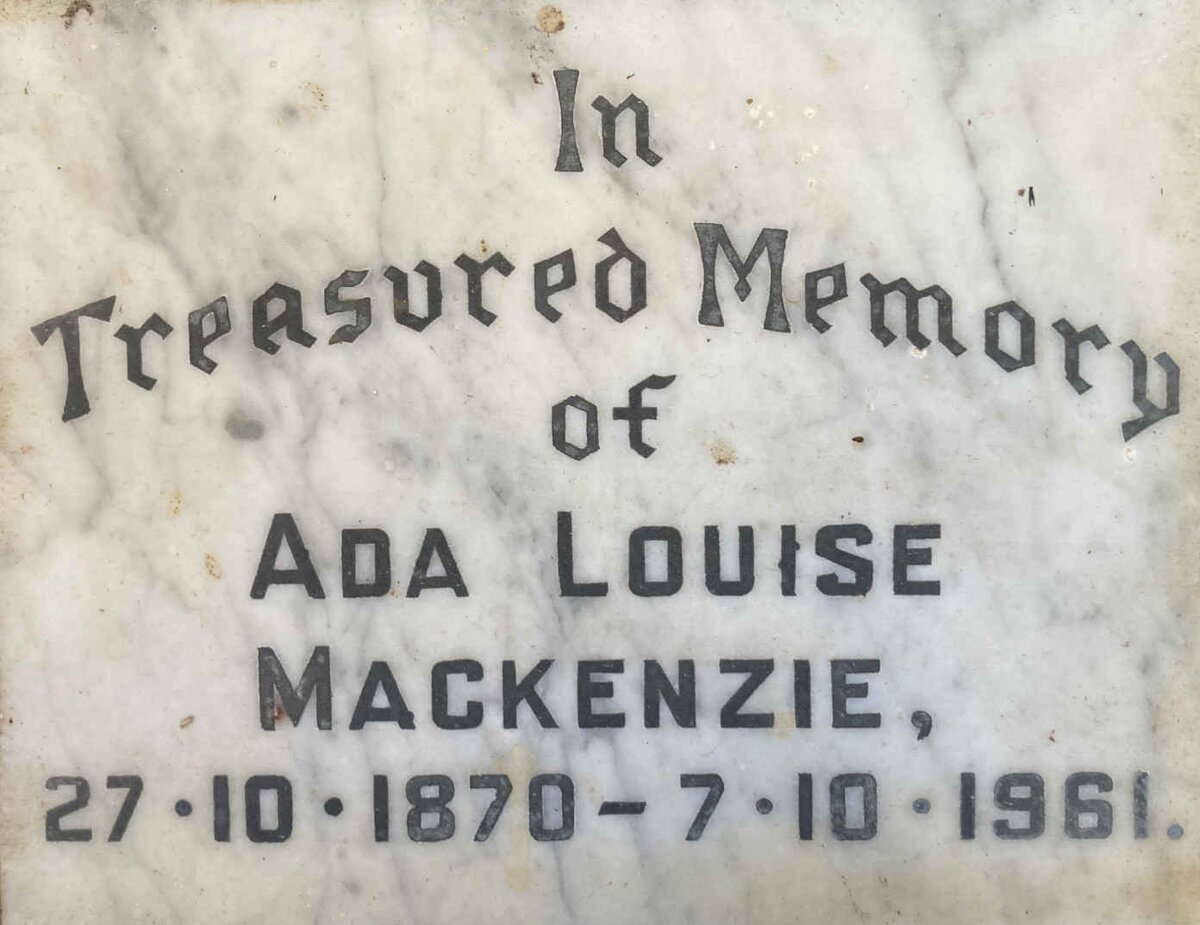 In
Treasured Memory
of
ADA LOUISE
MACKENZIE,
27·10·1870–7·10·1961.